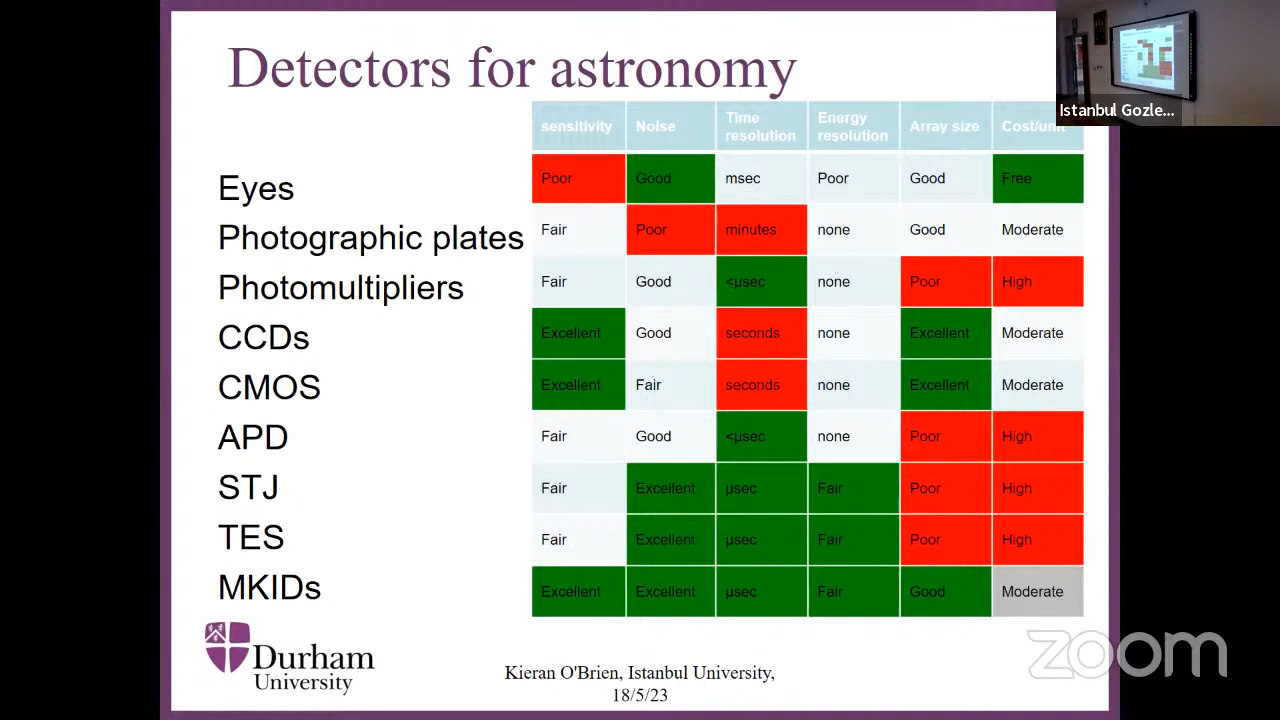 Detectors for astronomy
Istanbul Gozle...
sensitivity Noise Time resolution Energy resolution Array size Cost/unit
Eyes Poor Good msec Poor Good Free
Photographic plates Fair Poor minutes none Good Moderate
Photomultipliers Fair Good <µsec none Poor High
CCDs Excellent Good seconds none Excellent Moderate
CMOS Excellent Fair seconds none Excellent Moderate
APD Fair Good <µsec none Poor High
STJ Fair Excellent µsec Fair Poor High
TES Fair Excellent µsec Fair Poor High
MKIDs Excellent Excellent µsec Fair Good Moderate
Durham
University
Kieran O'Brien, Istanbul University,
18/5/23
zoom